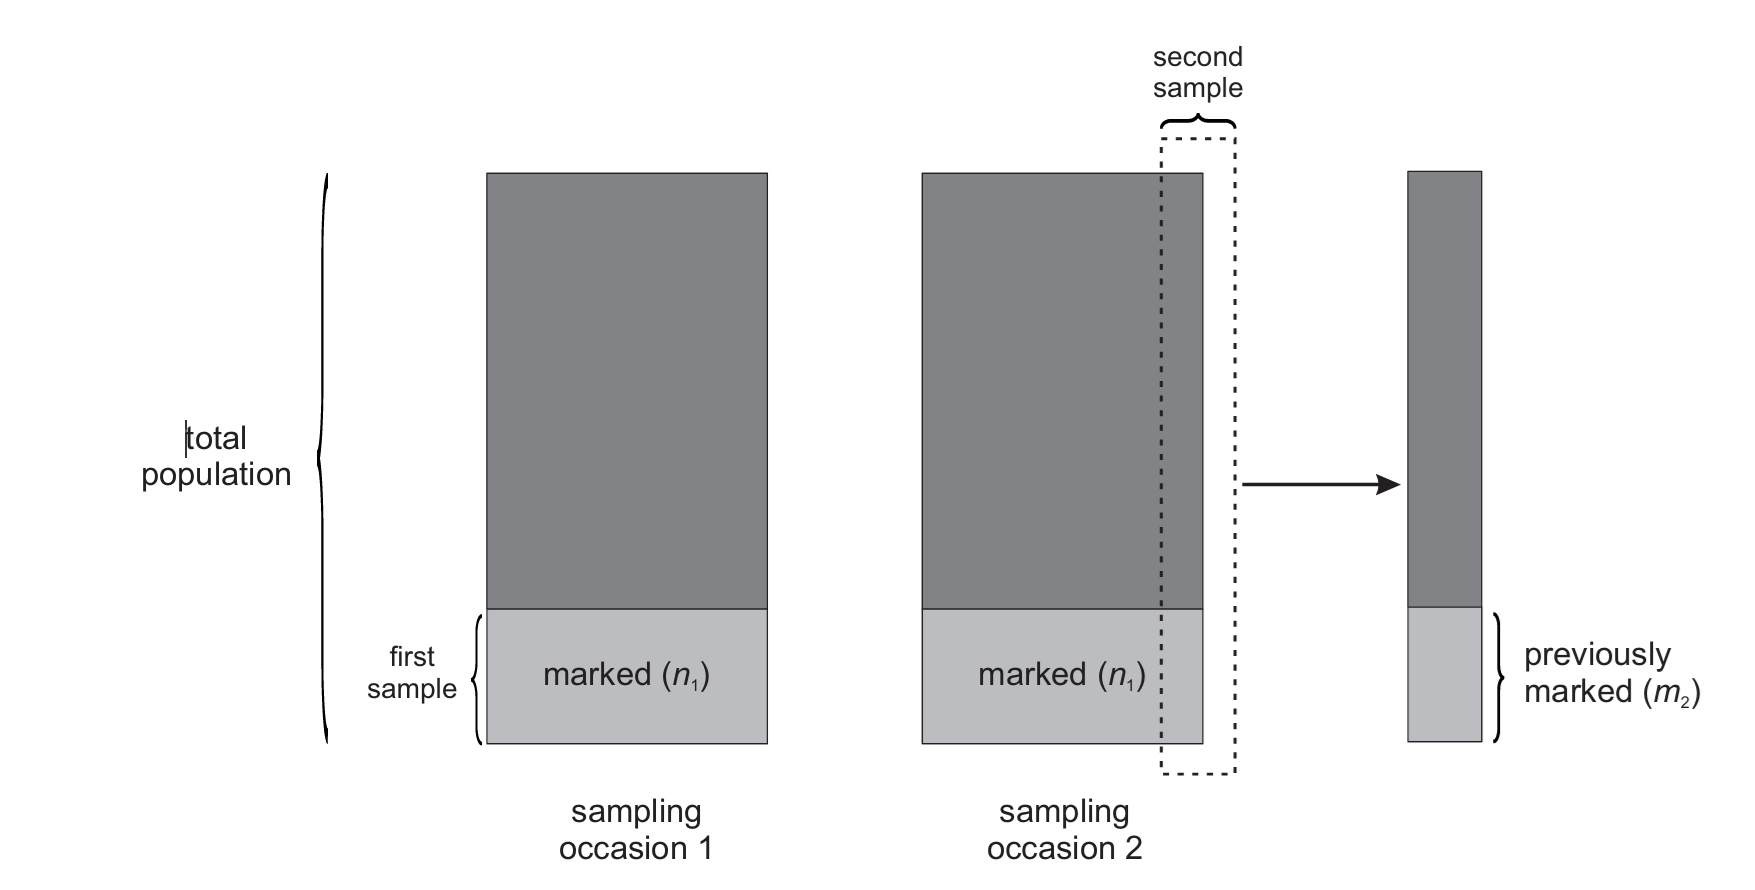 second
sample
total
population
first
sample
marked (n₁)
marked (n₁)
previously
marked (m₂)
sampling
occasion 1
sampling
occasion 2